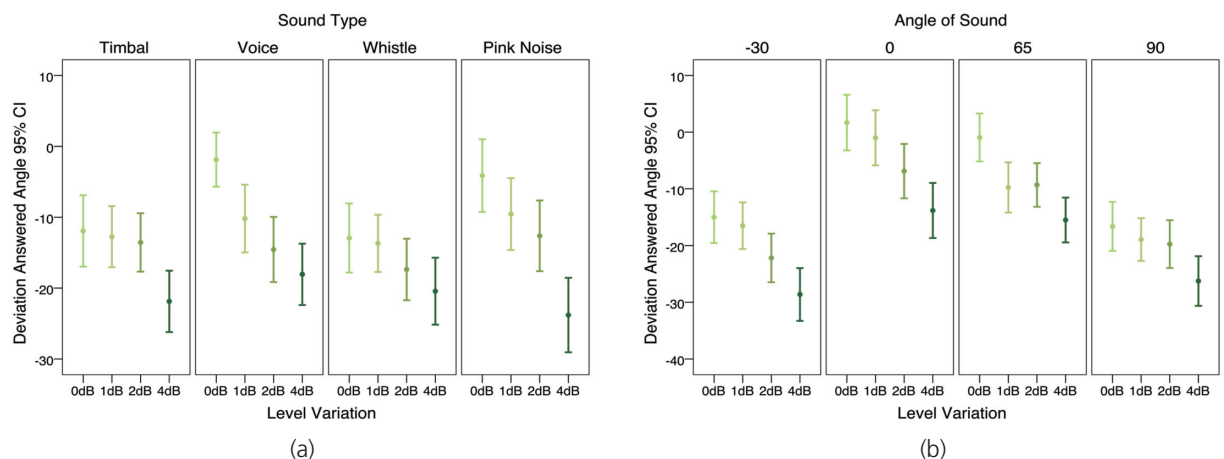 Sound Type
Timbal Voice Whistle Pink Noise
Deviation Answered Angle 95% CI
10
0
-10
-20
-30
0dB 1dB 2dB 4dB 0dB 1dB 2dB 4dB 0dB 1dB 2dB 4dB 0dB 1dB 2dB 4dB
Level Variation
(a)
Angle of Sound
-30 0 65 90
Deviation Answered Angle 95% CI
10
0
-10
-20
-30
-40
0dB 1dB 2dB 4dB 0dB 1dB 2dB 4dB 0dB 1dB 2dB 4dB 0dB 1dB 2dB 4dB
Level Variation
(b)